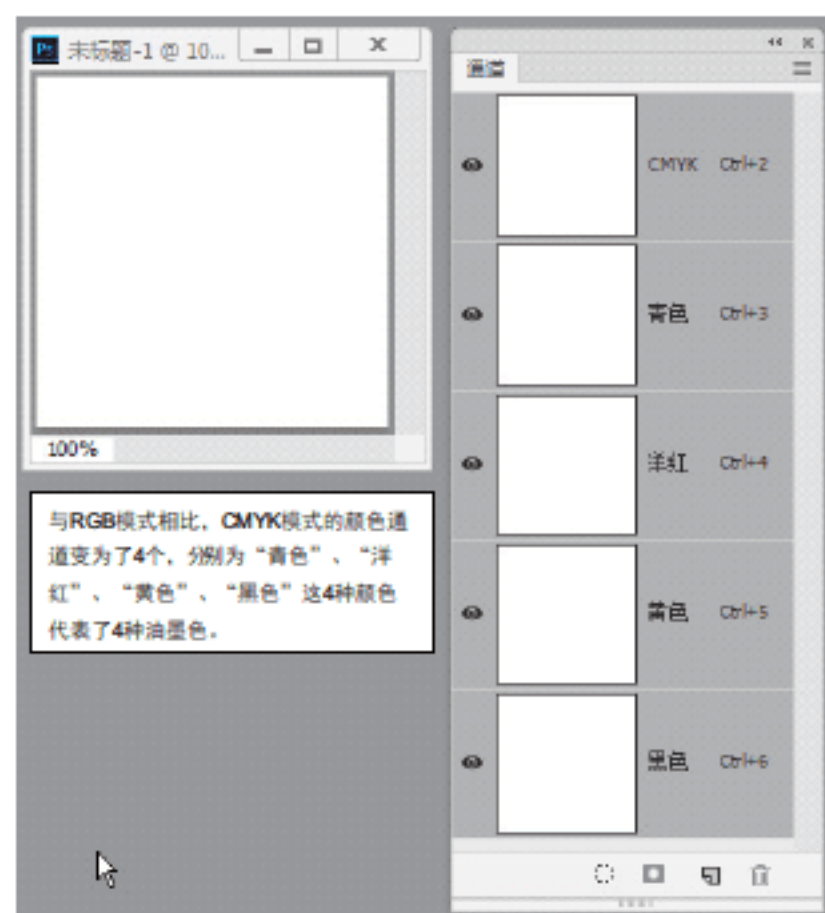 Ps 未标题-1 @ 10...
100%
与RGB模式相比，CMYK模式的颜色通
道变为了4个，分别为“青色”、“洋
红”、“黄色”、“黑色”这4种颜色
代表了4种油墨色。
通道
CMYK Ctrl+2
青色 Ctrl+3
洋红 Ctrl+4
黄色 Ctrl+5
黑色 Ctrl+6